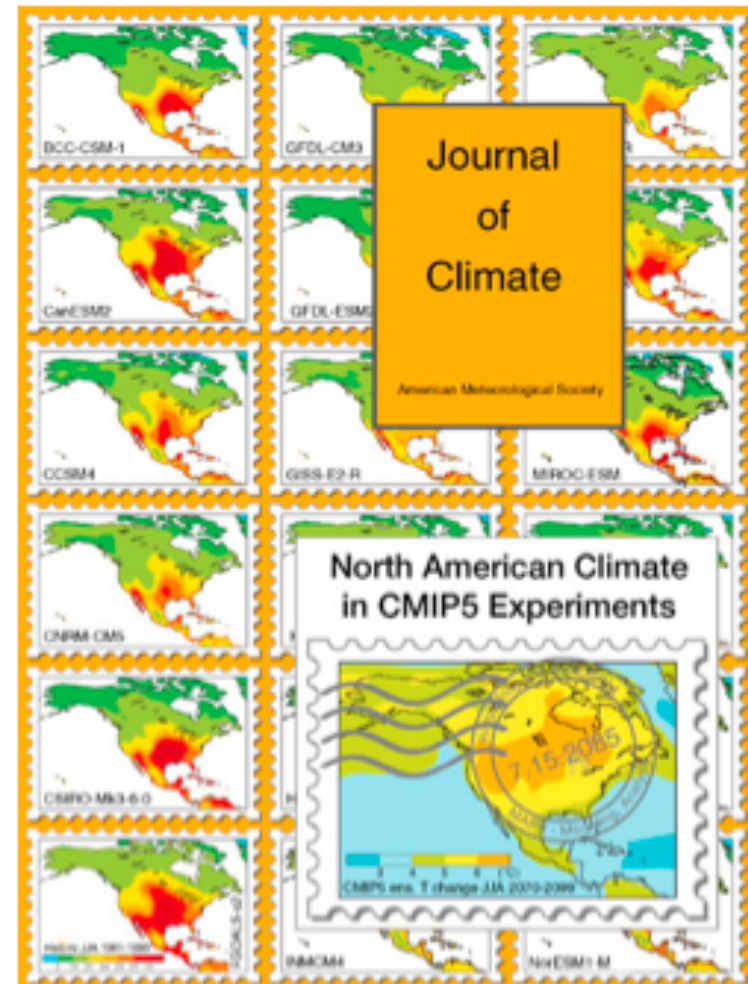 BCC-CSM-1
GFDL-CM3
Journal
of
Climate
American Meteorological Society
CanESM2
CCSM4
GISS-E2-R
MIROC-ESM
CNRM-CM5
North American Climate
in CMIP5 Experiments
7.15.2085
CSIRO-Mk3-6-0
CMIP5 ens. T change JJA 2070-2099
(°C)
INMCM4
NorESM1-M